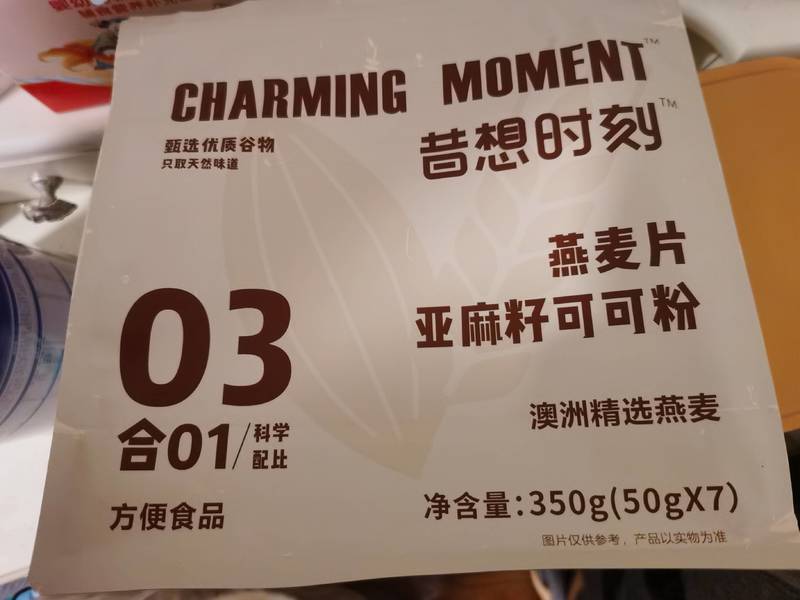 CHARMING MOMENT™
昔想时刻™
甄选优质谷物
只取天然味道
燕麦片
亚麻籽可可粉
03
合01/科学
配比
澳洲精选燕麦
净含量:350g(50gX7)
方便食品
图片仅供参考，产品以实物为准